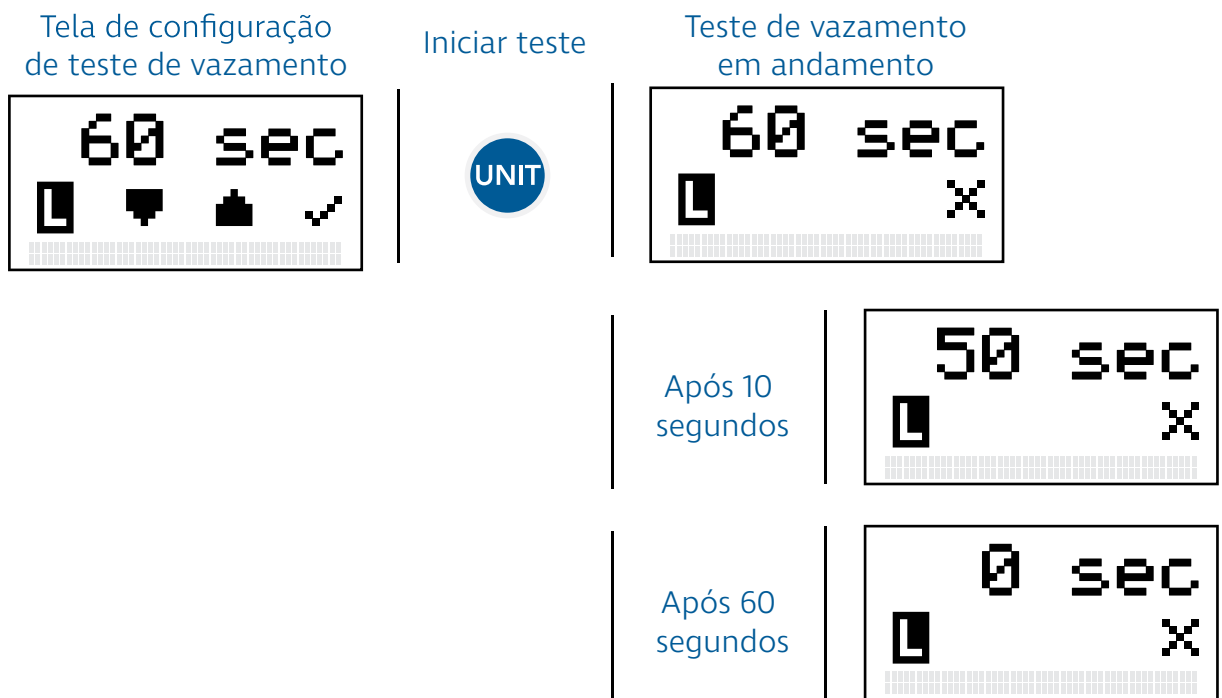 Tela de configuração
de teste de vazamento
60 sec
L
Iniciar teste
UNIT
Teste de vazamento
em andamento
60 sec
L
Após 10
segundos
50 sec
L
Após 60
segundos
0 sec
L